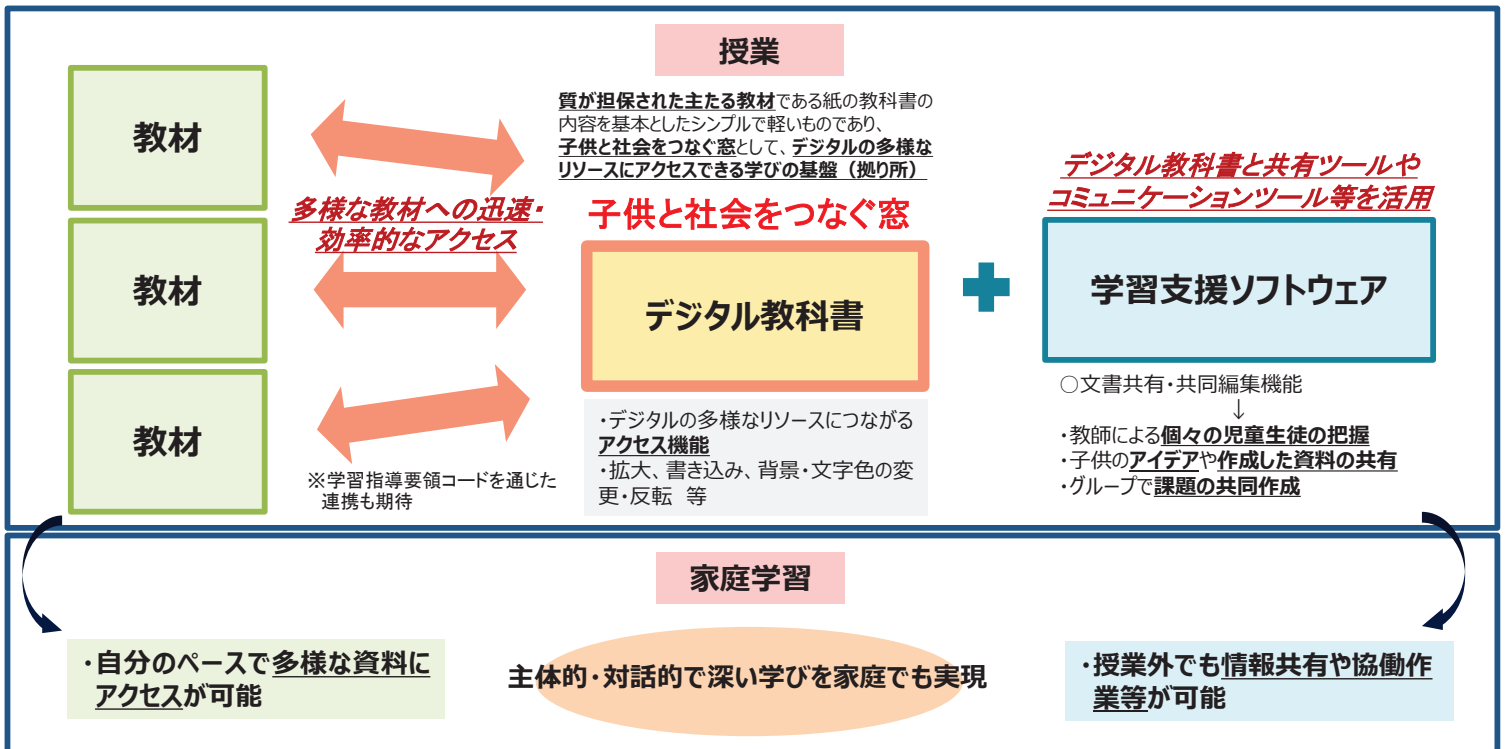 授業
教材
教材
教材
多様な教材への迅速・
効率的なアクセス
※学習指導要領コードを通じた
連携も期待
質が担保された主たる教材である紙の教科書の
内容を基本としたシンプルで軽いものであり、
子供と社会をつなぐ窓として、デジタルの多様な
リソースにアクセスできる学びの基盤（拠り所）
子供と社会をつなぐ窓
デジタル教科書
・デジタルの多様なリソースにつながる
アクセス機能
・拡大、書き込み、背景・文字色の変
更・反転 等
デジタル教科書と共有ツールや
コミュニケーションツール等を活用
学習支援ソフトウェア
○文書共有・共同編集機能
↓
・教師による個々の児童生徒の把握
・子供のアイデアや作成した資料の共有
・グループで課題の共同作成
家庭学習
・自分のペースで多様な資料に
アクセスが可能
主体的・対話的で深い学びを家庭でも実現
・授業外でも情報共有や協働作
業等が可能